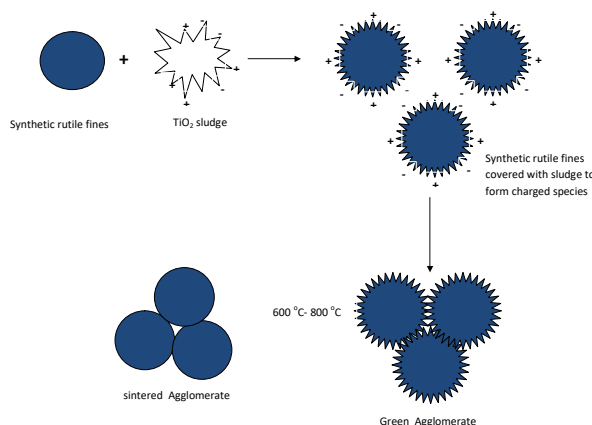 +
Synthetic rutile fines
TiO₂ sludge
Synthetic rutile fines
covered with sludge to
form charged species
600 °C- 800 °C
sintered Agglomerate
Green Agglomerate